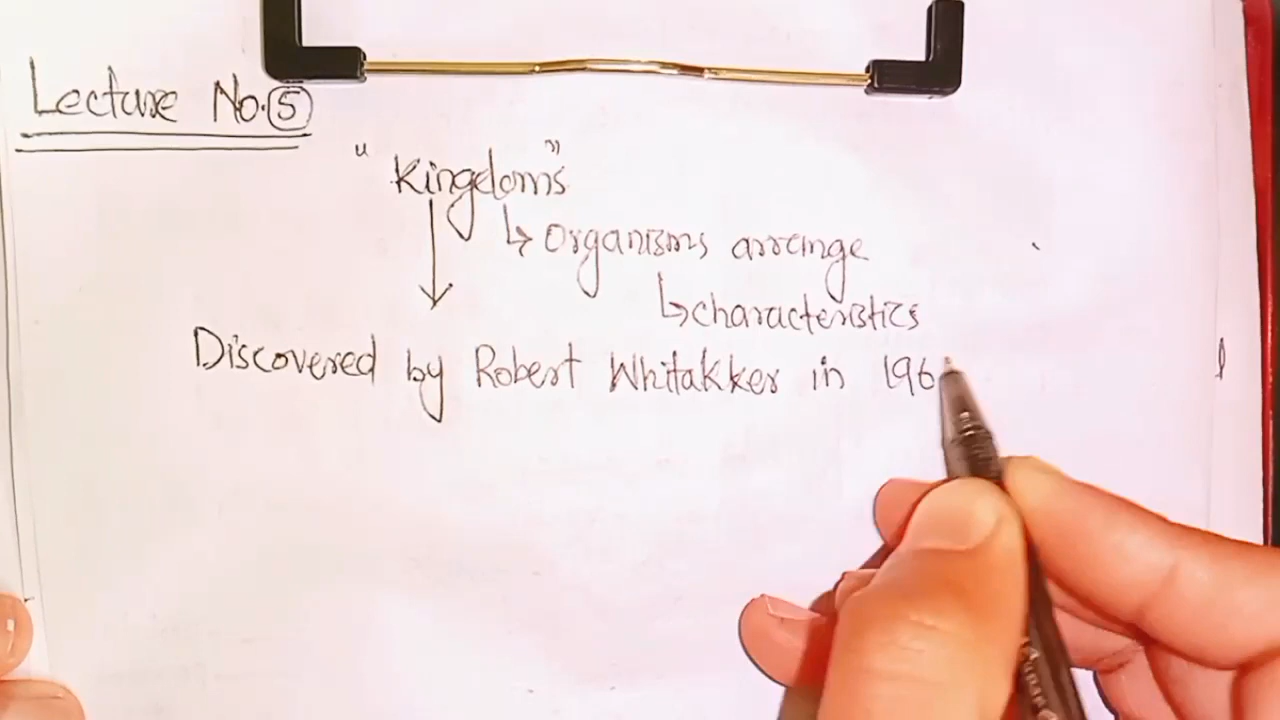 Lecture No. 5
"Kingdoms"
↳ Organisms arrange
↳ characteristics
Discovered by Robert Whitakker in 196